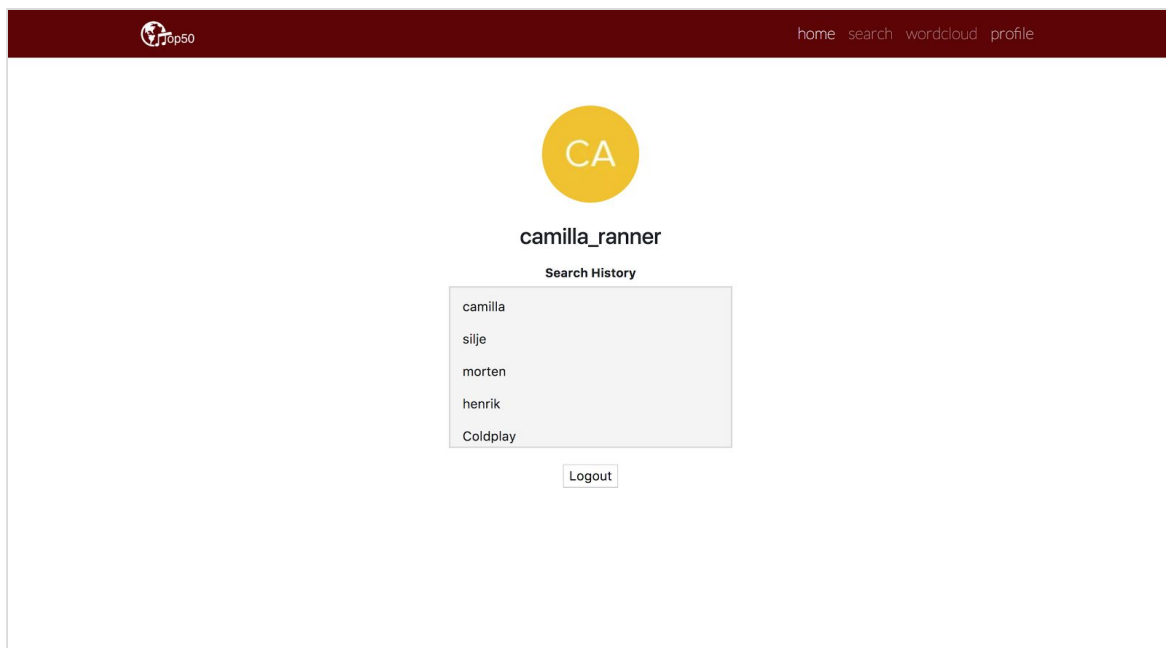 Top50
home search wordcloud profile
CA
camilla_ranner
Search History
camilla
silje
morten
henrik
Coldplay
Logout